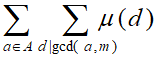 ∑_{a∈A} ∑_{d|gcd(a,m)} μ(d)